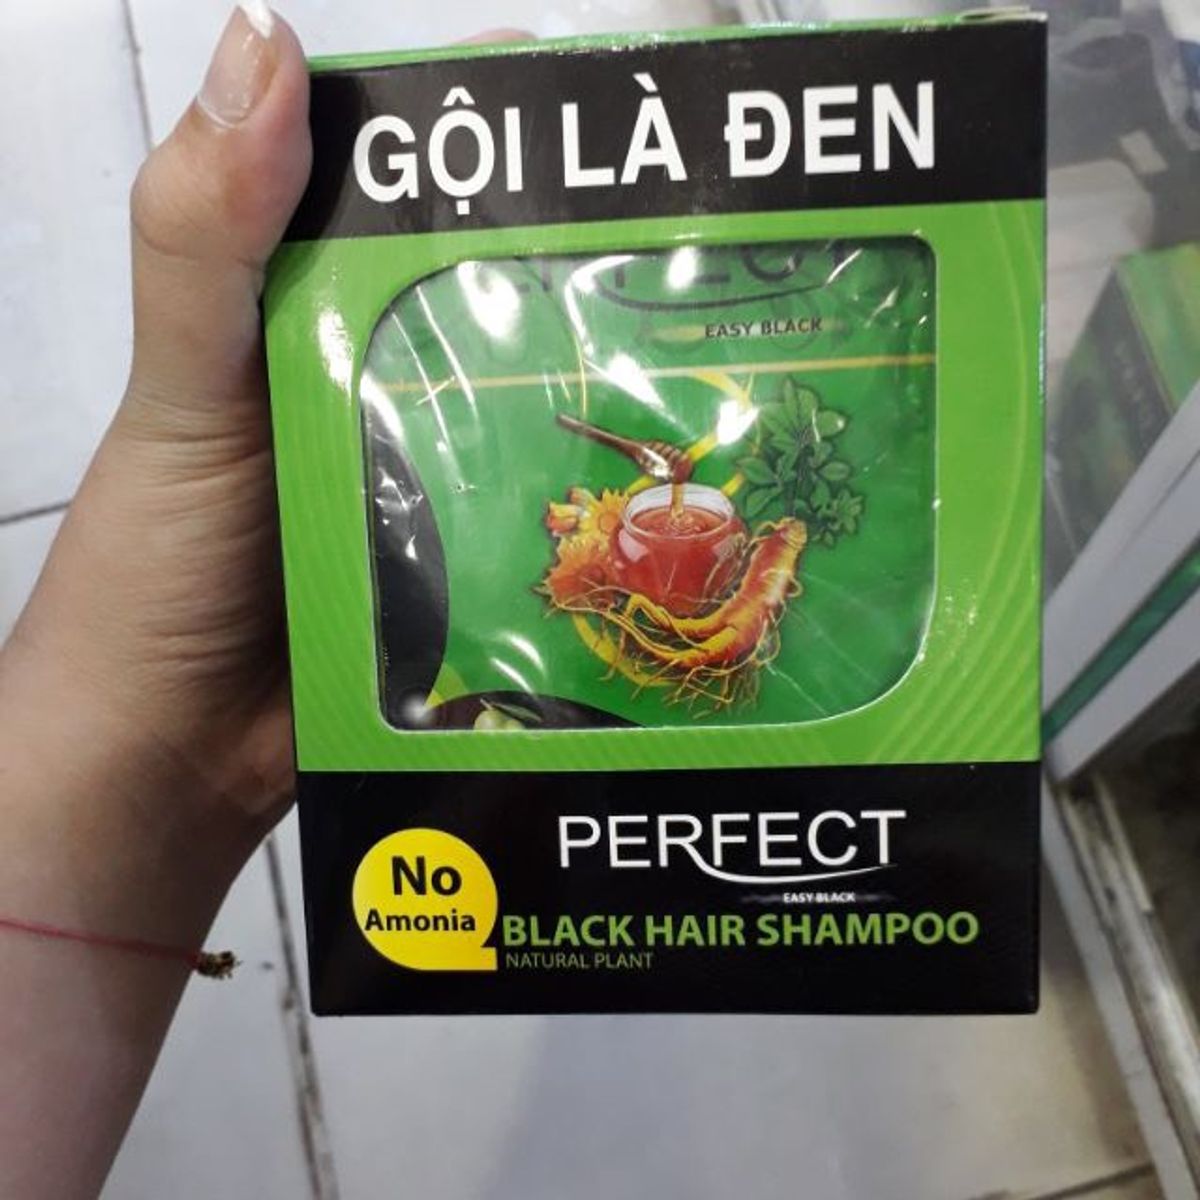 GỘI LÀ ĐEN
EASY BLACK
PERFECT
EASY BLACK
No
Amonia
BLACK HAIR SHAMPOO
NATURAL PLANT